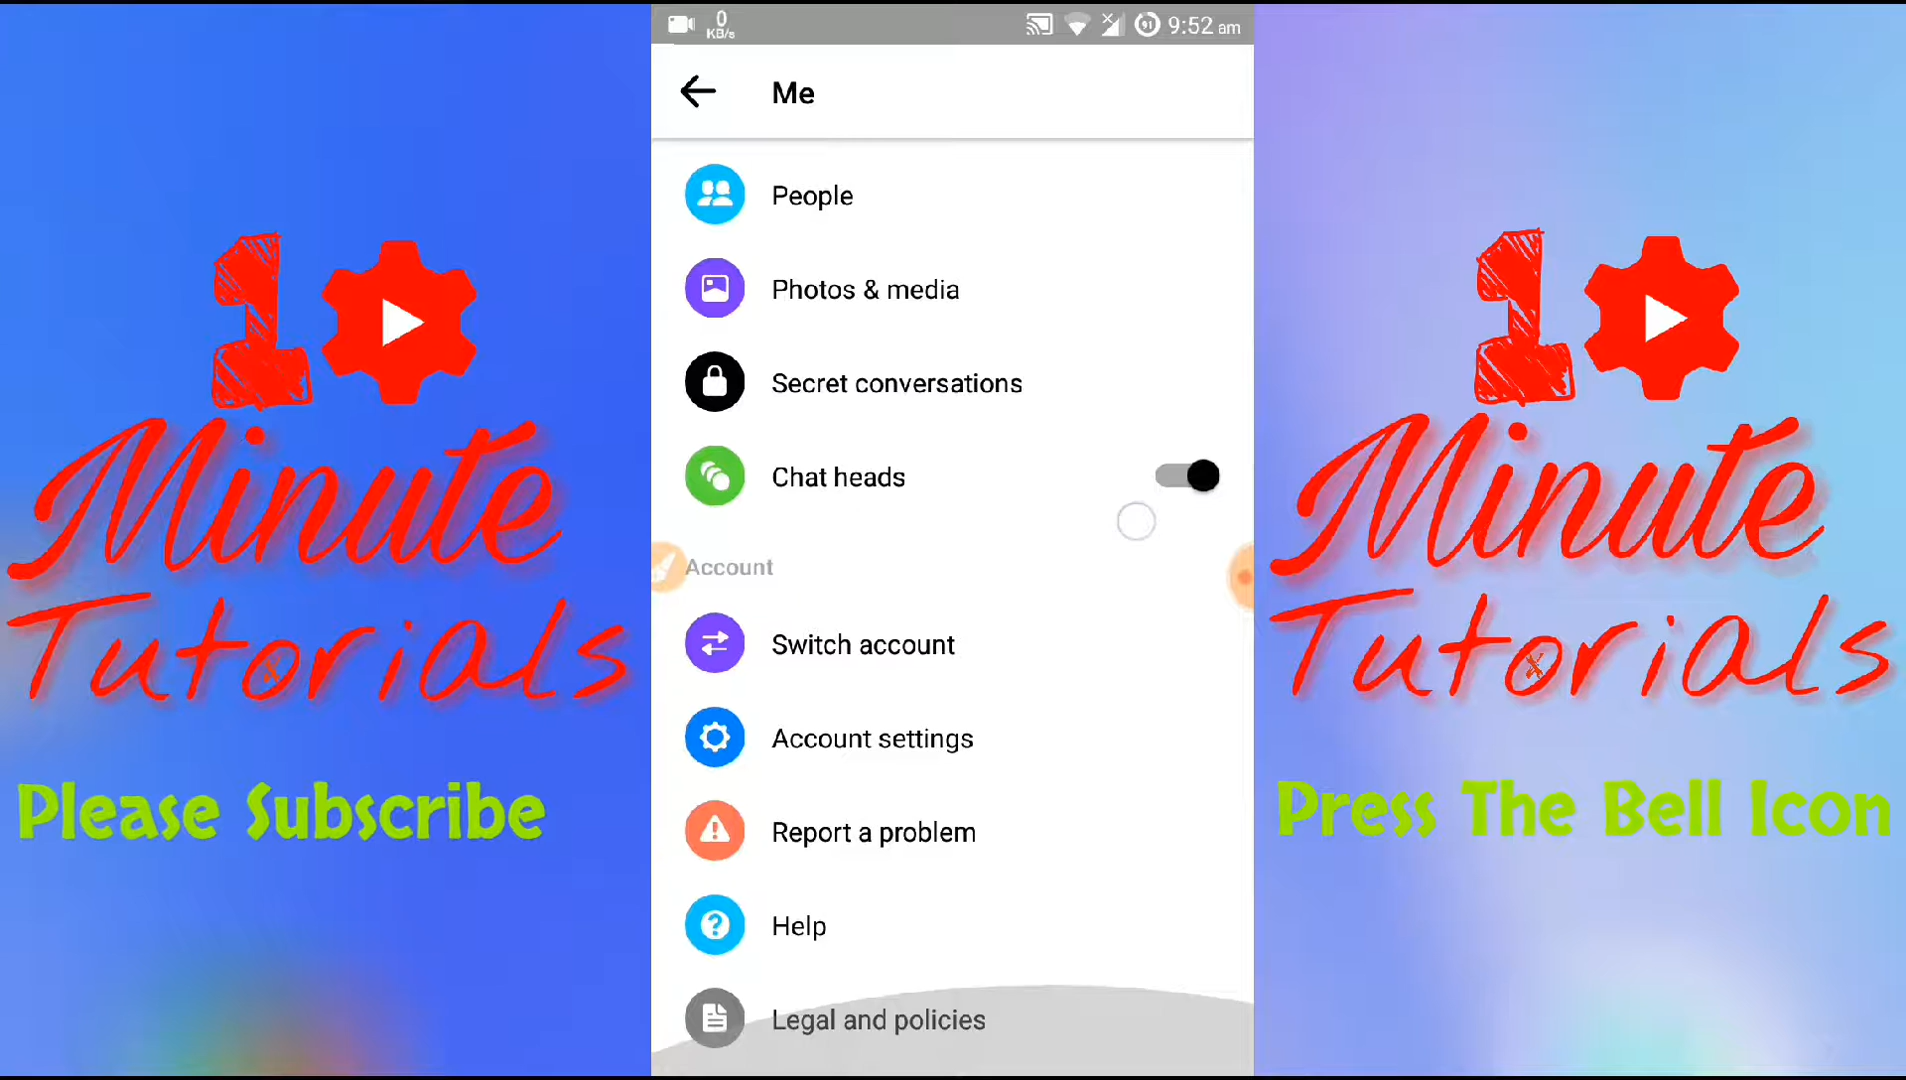 0
KB/s
91
9:52 am
Me
People
Photos & media
Secret conversations
Chat heads
Account
Switch account
Account settings
Report a problem
Help
Legal and policies
1
Minute
Tutorials
Please Subscribe
1
Minute
Tutorials
Press The Bell Icon